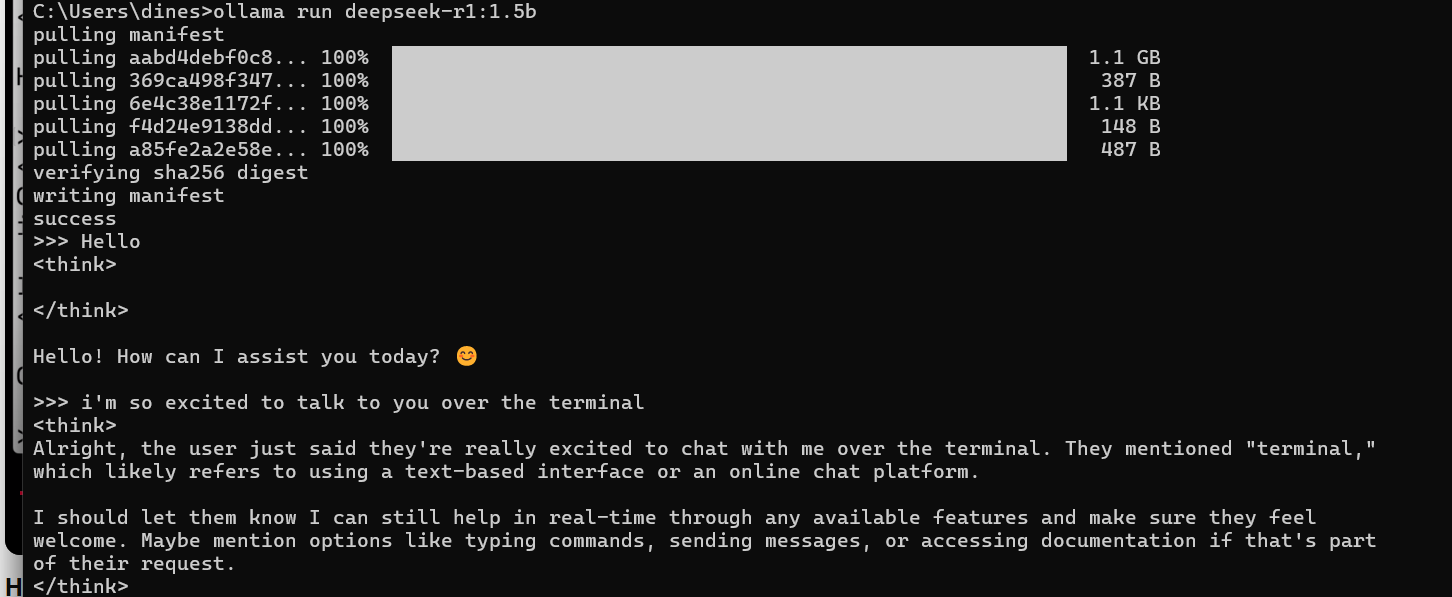 C:\Users\dines>ollama run deepseek-r1:1.5b
pulling manifest
pulling aabd4debf0c8... 100% 1.1 GB
pulling 369ca498f347... 100% 387 B
pulling 6e4c38e1172f... 100% 1.1 KB
pulling f4d24e9138dd... 100% 148 B
pulling a85fe2a2e58e... 100% 487 B
verifying sha256 digest
writing manifest
success
>>> Hello
<think>
</think>
Hello! How can I assist you today? 😊
>>> i'm so excited to talk to you over the terminal
<think>
Alright, the user just said they're really excited to chat with me over the terminal. They mentioned "terminal,"
which likely refers to using a text-based interface or an online chat platform.
I should let them know I can still help in real-time through any available features and make sure they feel
welcome. Maybe mention options like typing commands, sending messages, or accessing documentation if that's part
of their request.
</think>